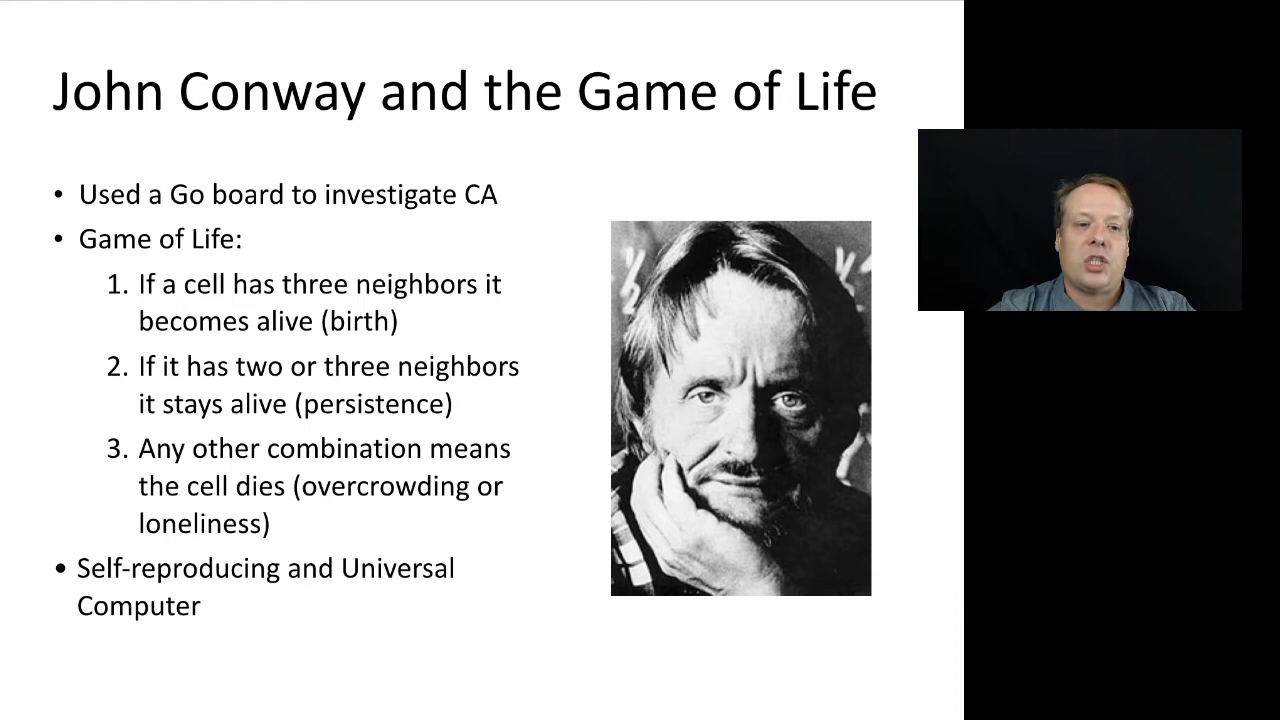 John Conway and the Game of Life
• Used a Go board to investigate CA
• Game of Life:
1. If a cell has three neighbors it
becomes alive (birth)
2. If it has two or three neighbors
it stays alive (persistence)
3. Any other combination means
the cell dies (overcrowding or
loneliness)
• Self-reproducing and Universal
Computer